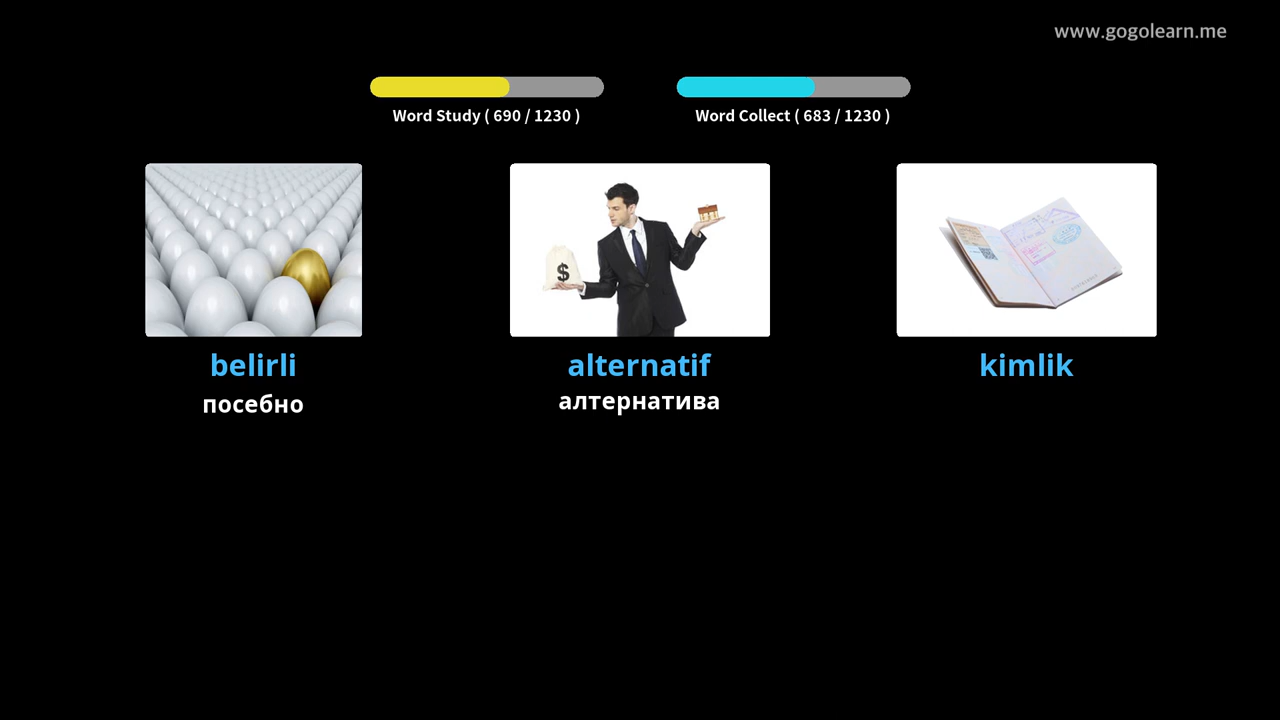 www.gogolearn.me
Word Study ( 690 / 1230 )
Word Collect ( 683 / 1230 )
$
belirli
alternatif
kimlik
посебно
алтернатива